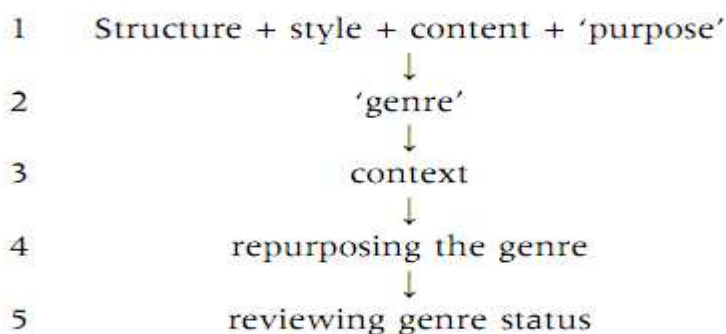 1 Structure + style + content + ‘purpose’
↓
2 ‘genre’
↓
3 context
↓
4 repurposing the genre
↓
5 reviewing genre status